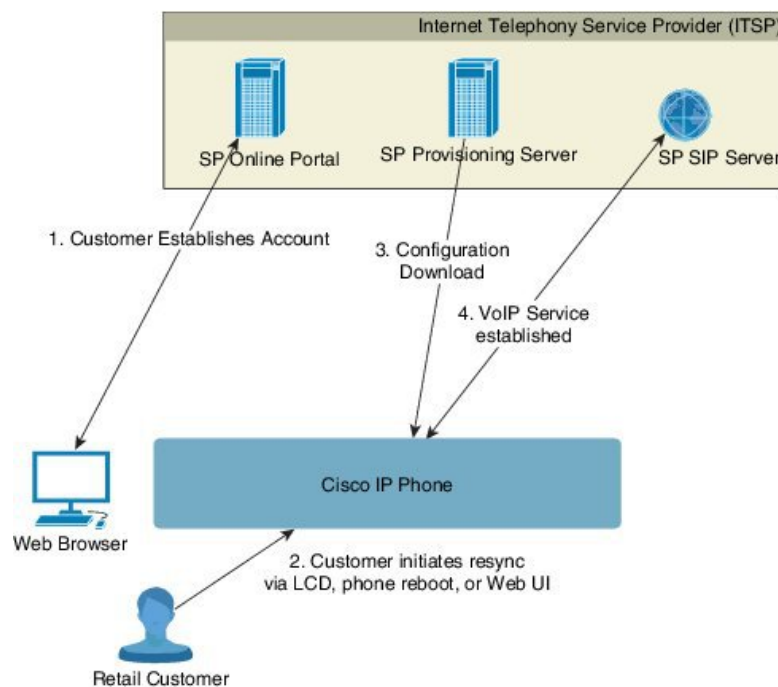 Internet Telephony Service Provider (ITSP)
SP Online Portal
SP Provisioning Server
SP SIP Server
1. Customer Establishes Account
3. Configuration
Download
4. VoIP Service
established
Cisco IP Phone
Web Browser
2. Customer initiates resync
via LCD, phone reboot, or Web UI
Retail Customer